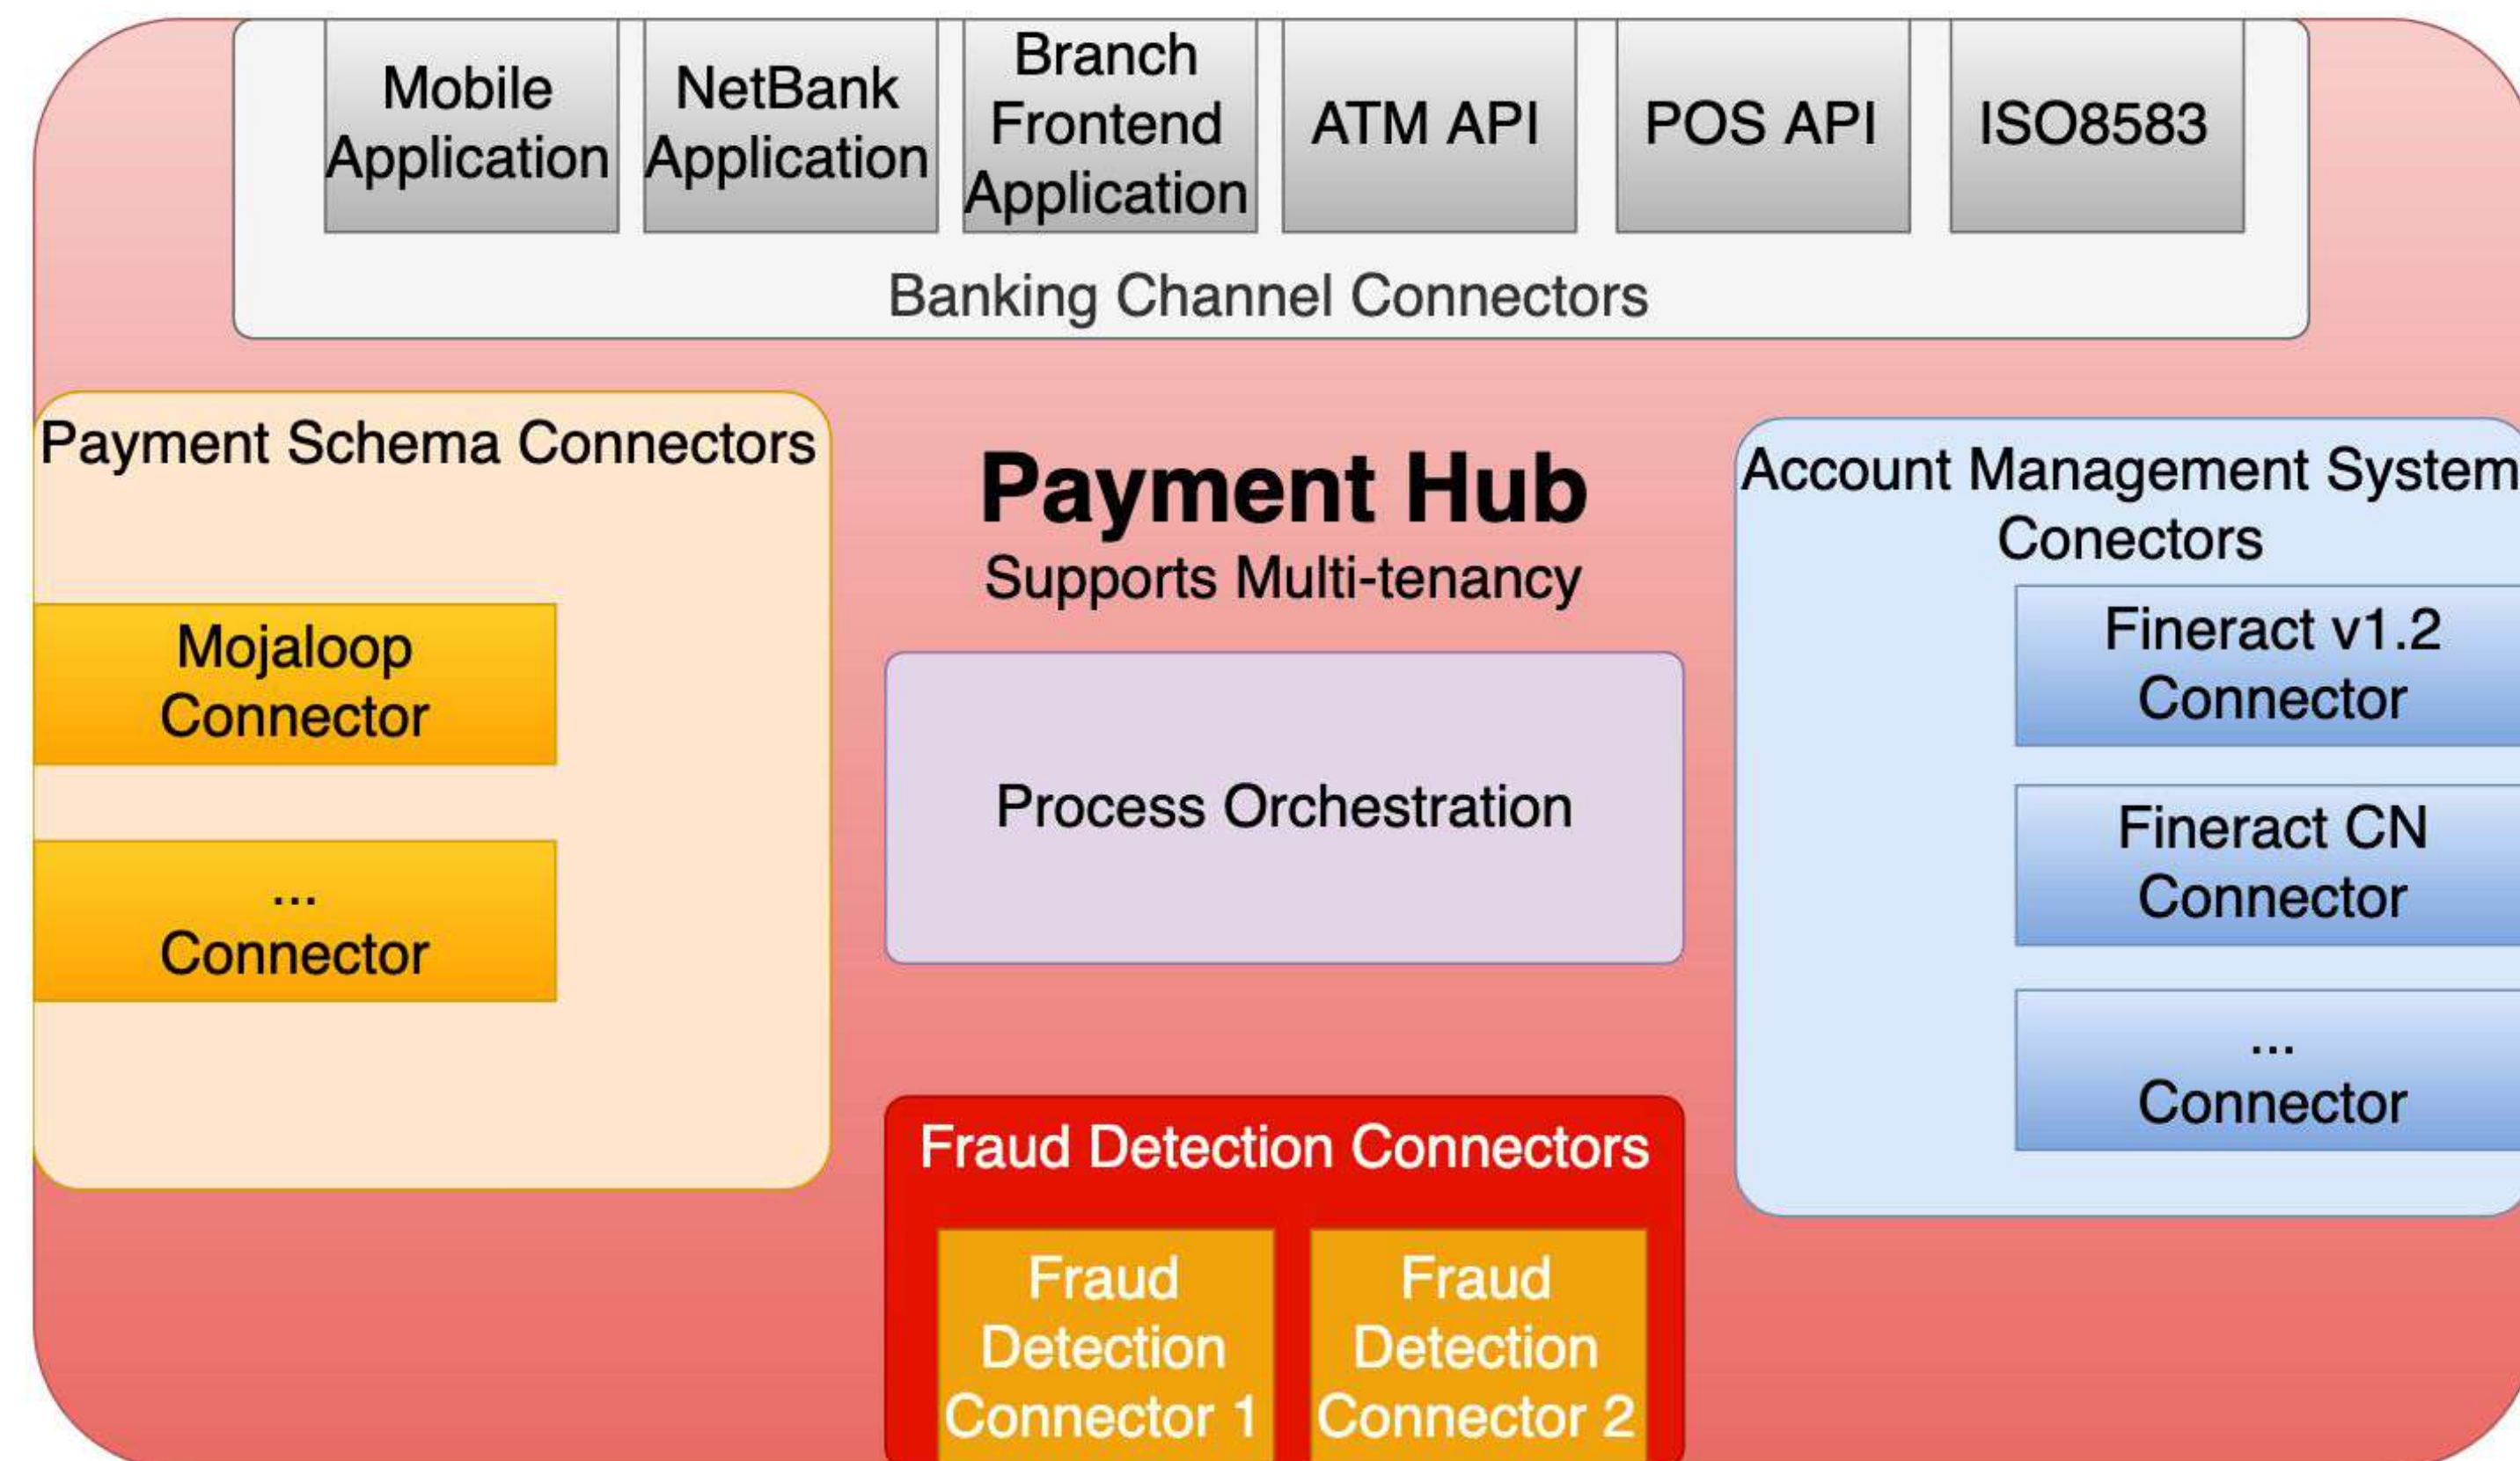 Mobile
Application
NetBank
Application
Branch
Frontend
Application
ATM API
POS API
ISO8583
Banking Channel Connectors
Payment Schema Connectors
Mojaloop
Connector
...
Connector
Payment Hub
Supports Multi-tenancy
Process Orchestration
Account Management System
Conectors
Fineract v1.2
Connector
Fineract CN
Connector
...
Connector
Fraud Detection Connectors
Fraud
Detection
Connector 1
Fraud
Detection
Connector 2